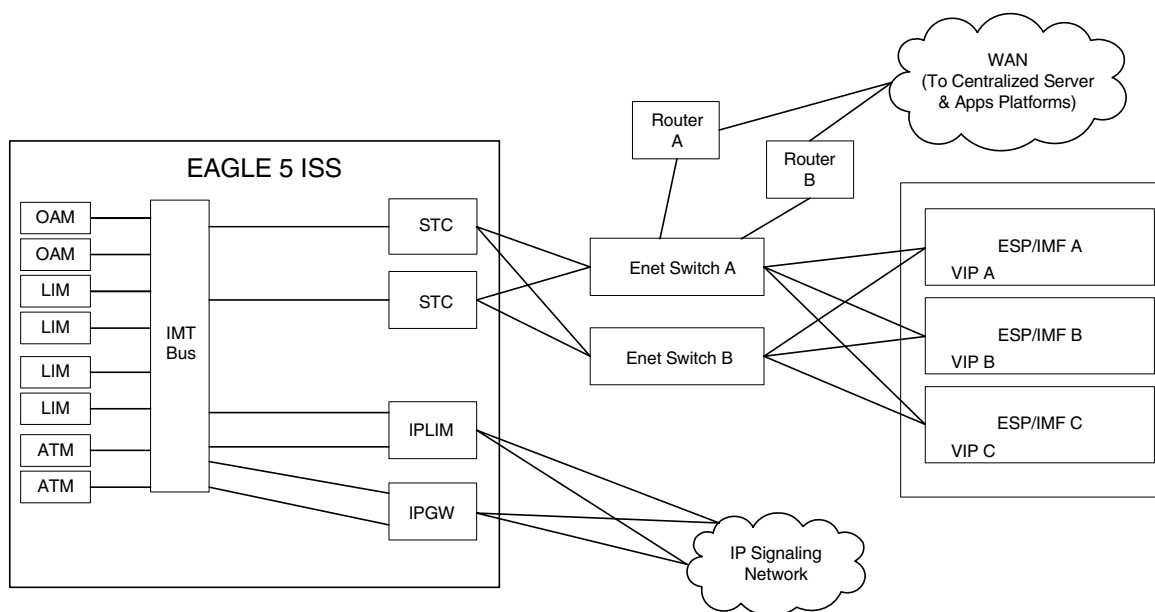 WAN
(To Centralized Server
& Apps Platforms)
Router
A
Router
B
EAGLE 5 ISS
OAM
OAM
LIM
LIM
LIM
LIM
ATM
ATM
IMT
Bus
STC
STC
IPLIM
IPGW
Enet Switch A
Enet Switch B
ESP/IMF A
VIP A
ESP/IMF B
VIP B
ESP/IMF C
VIP C
IP Signaling
Network